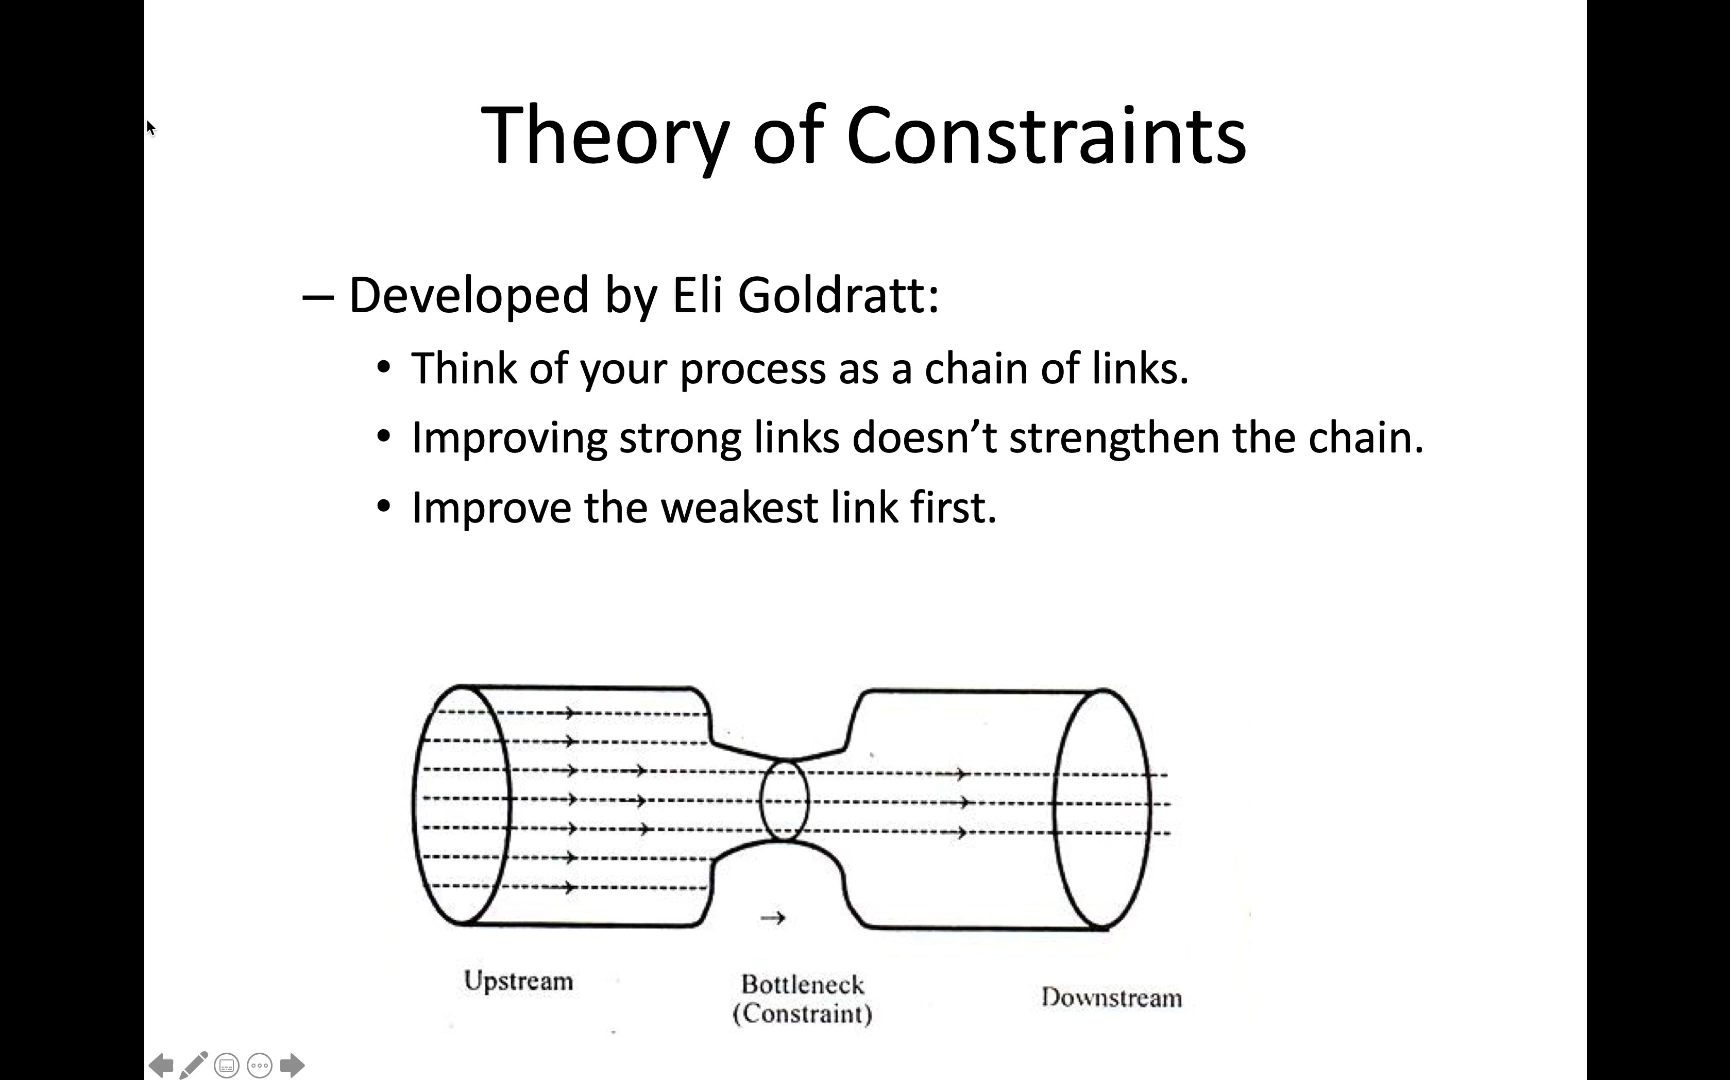 Theory of Constraints
– Developed by Eli Goldratt:
• Think of your process as a chain of links.
• Improving strong links doesn’t strengthen the chain.
• Improve the weakest link first.
Upstream
Bottleneck
(Constraint)
Downstream